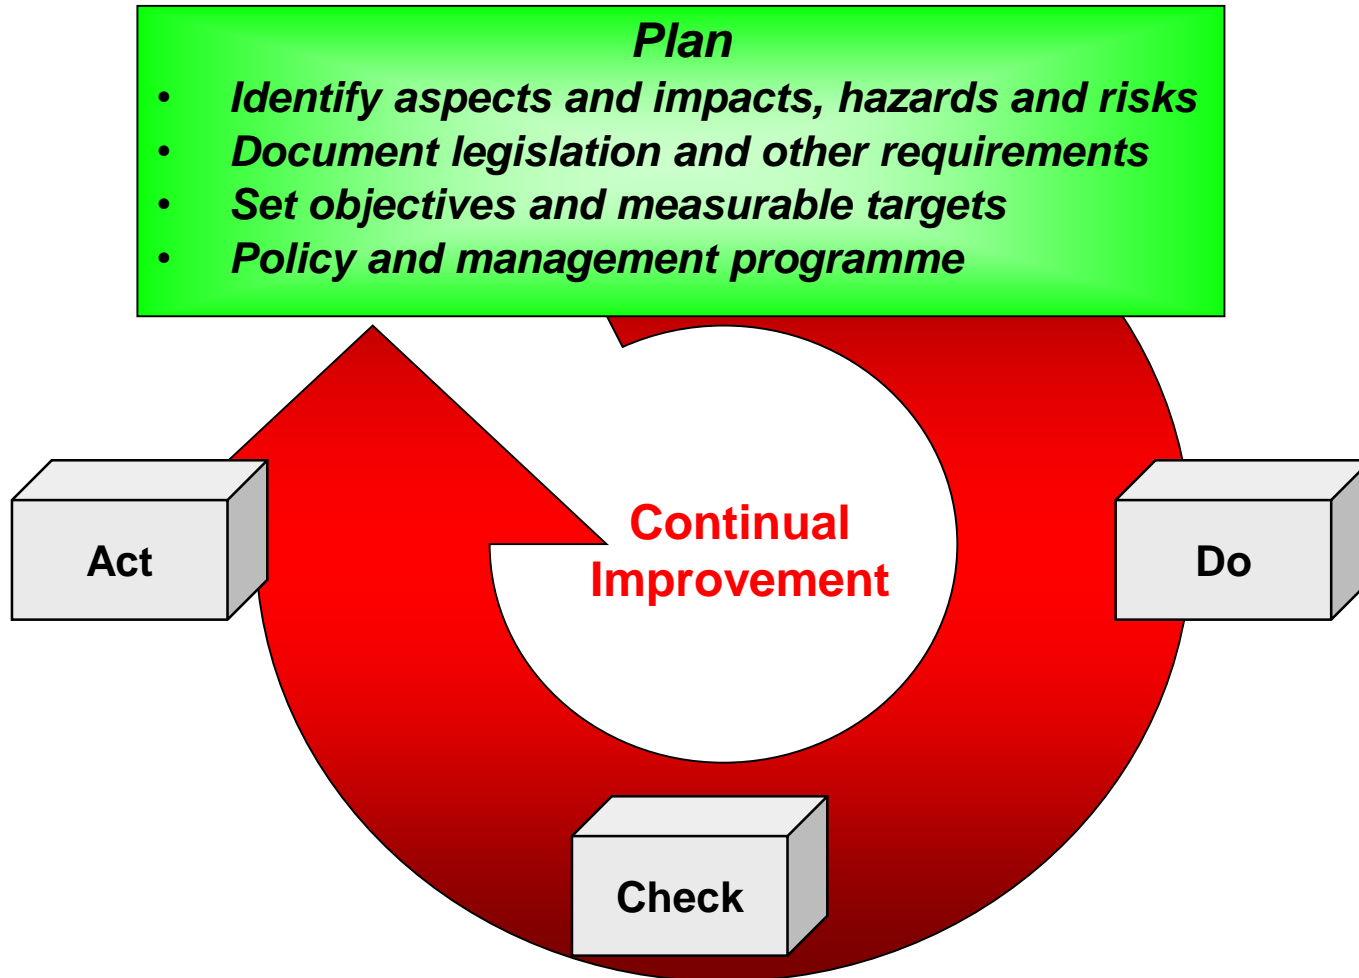 Plan
• Identify aspects and impacts, hazards and risks
• Document legislation and other requirements
• Set objectives and measurable targets
• Policy and management programme
Continual
Improvement
Act
Do
Check